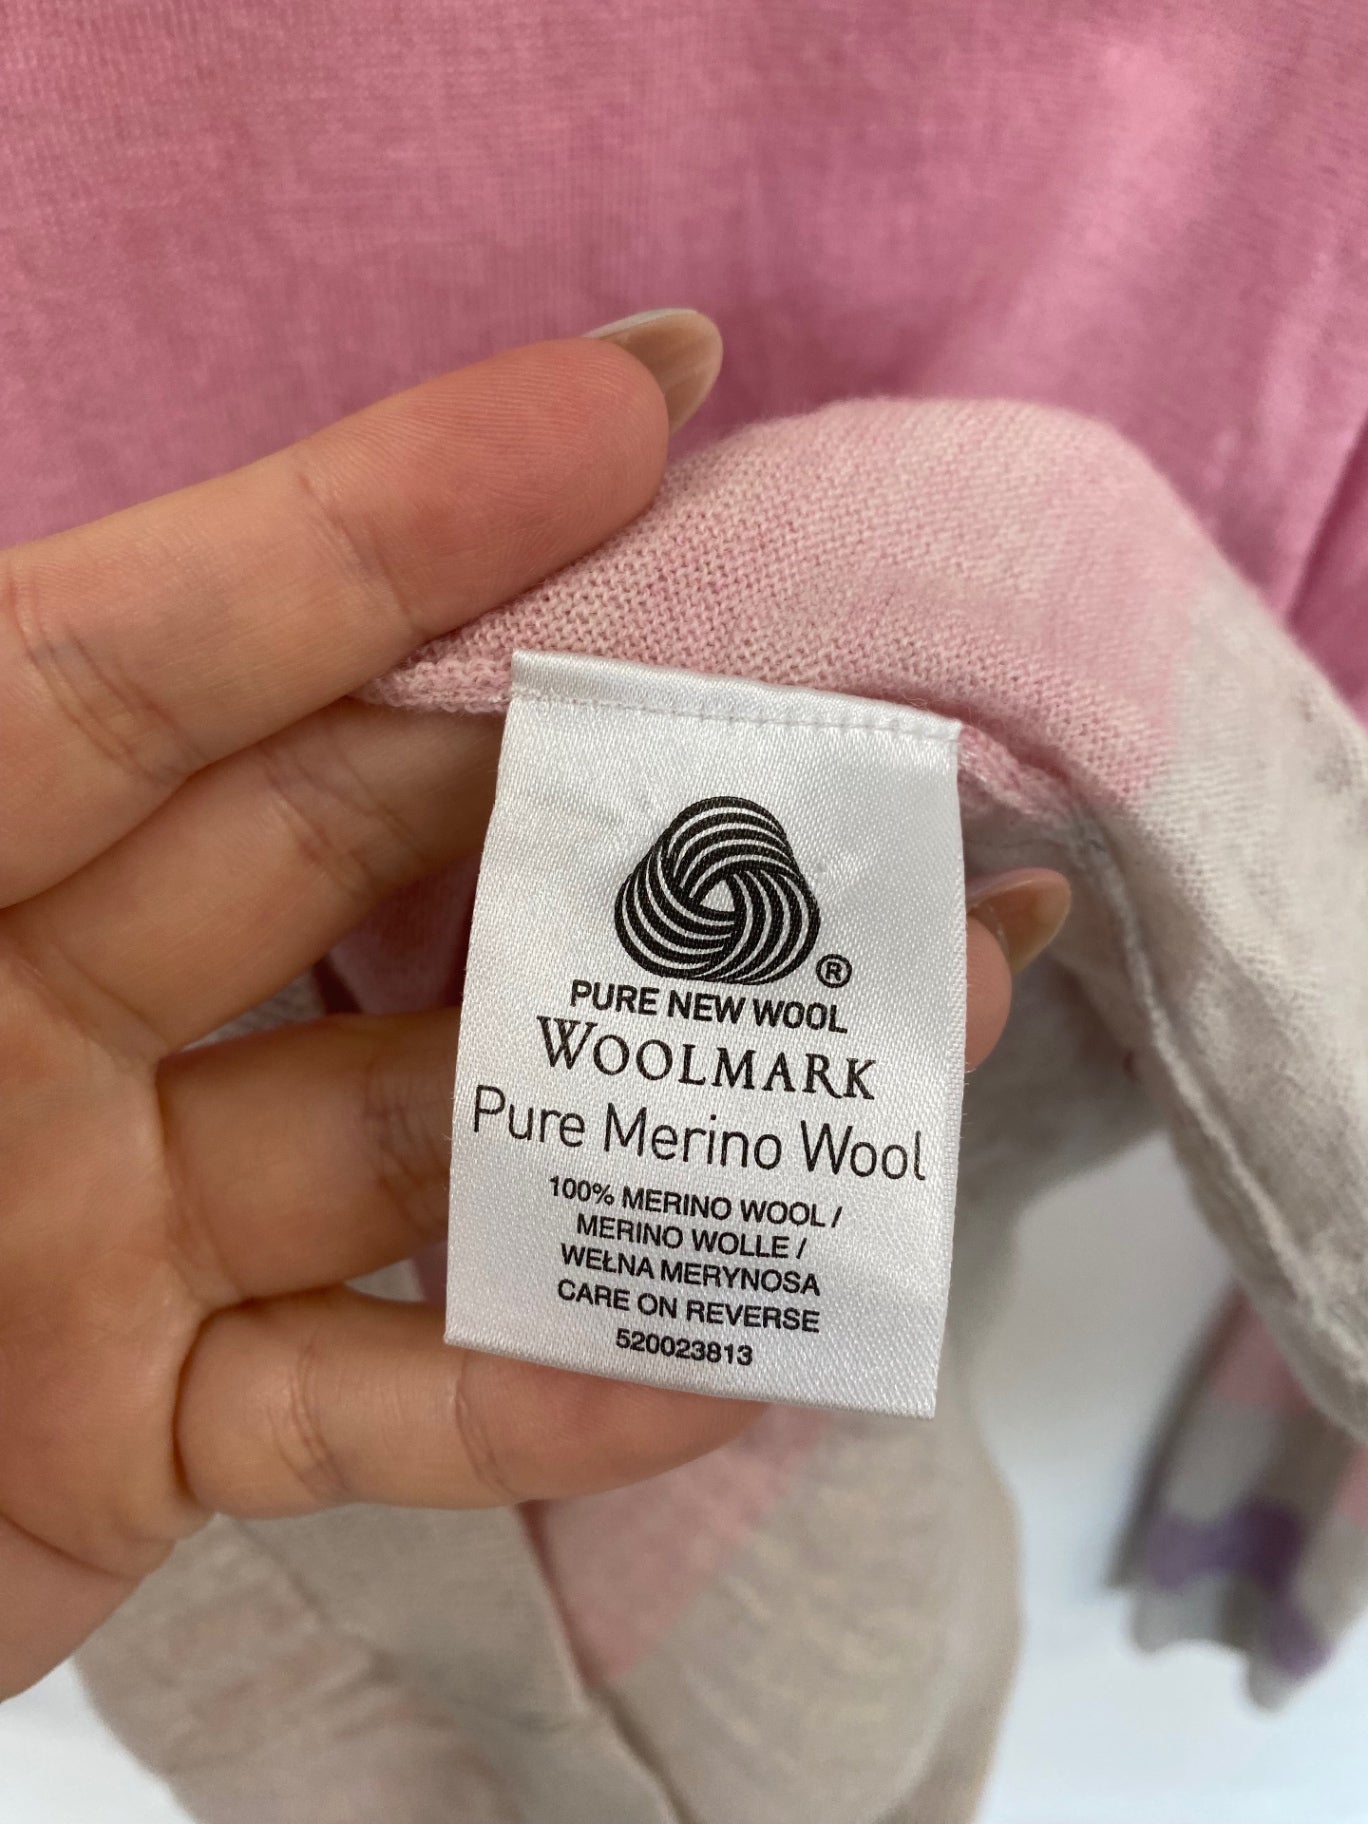 ®
PURE NEW WOOL
WOOLMARK
Pure Merino Wool
100% MERINO WOOL /
MERINO WOLLE /
WEŁNA MERYNOSA
CARE ON REVERSE
520023813